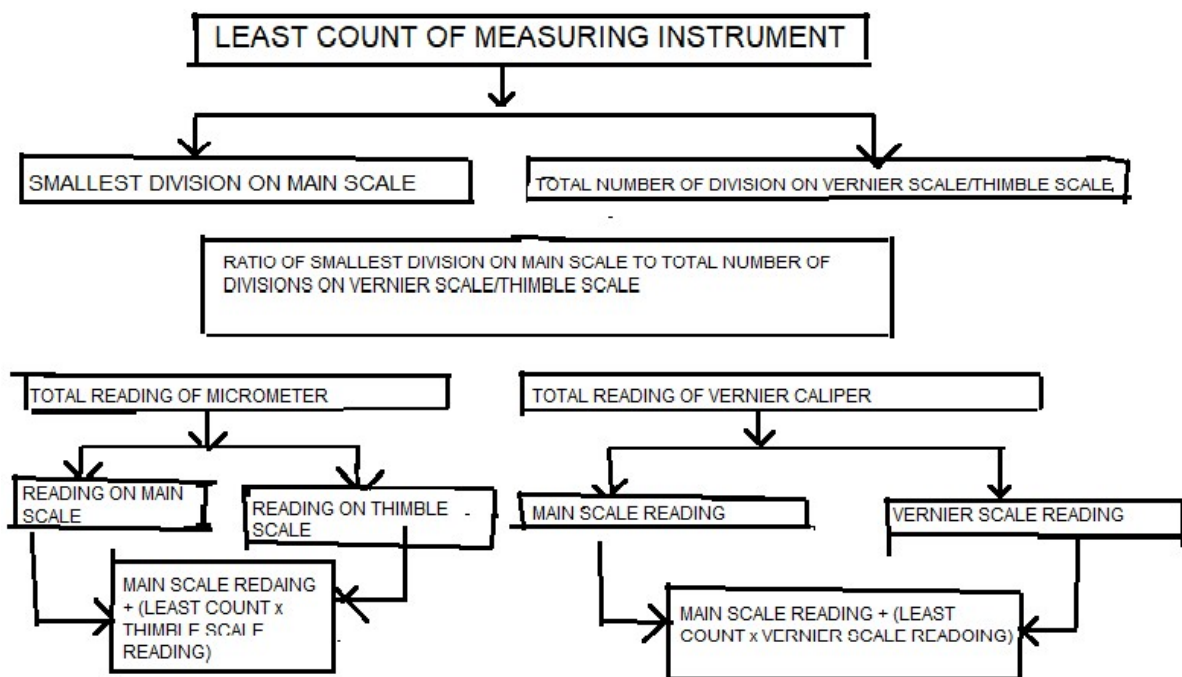 LEAST COUNT OF MEASURING INSTRUMENT
SMALLEST DIVISION ON MAIN SCALE
TOTAL NUMBER OF DIVISION ON VERNIER SCALE/THIMBLE SCALE
RATIO OF SMALLEST DIVISION ON MAIN SCALE TO TOTAL NUMBER OF
DIVISIONS ON VERNIER SCALE/THIMBLE SCALE
TOTAL READING OF MICROMETER
READING ON MAIN
SCALE
READING ON THIMBLE
SCALE
MAIN SCALE REDAING
+ (LEAST COUNT x
THIMBLE SCALE
READING)
TOTAL READING OF VERNIER CALIPER
MAIN SCALE READING
VERNIER SCALE READING
MAIN SCALE READING + (LEAST
COUNT x VERNIER SCALE READOING)